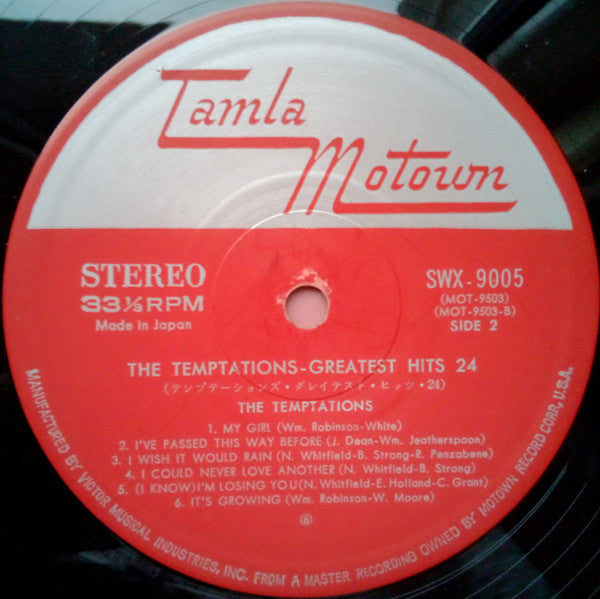 Tamla
Motown
STEREO
33⅓RPM
Made in Japan
SWX-9005
(MOT-9503)
(MOT-9503-B)
SIDE 2
THE TEMPTATIONS-GREATEST HITS 24
(テンプテーションズ・グレイテスト・ヒッツ・24)
THE TEMPTATIONS
1. MY GIRL (Wm. Robinson-White)
2. I'VE PASSED THIS WAY BEFORE (J. Dean-Wm. Jeatherspoon)
3. I WISH IT WOULD RAIN (N. Whitfield-B. Strong-R. Penzabene)
4. I COULD NEVER LOVE ANOTHER (N. Whitfield-B. Strong)
5. (I KNOW)I'M LOSING YOU(N. Whitfield-E. Holland-C. Grant)
6. IT'S GROWING (Wm. Robinson-W. Moore)
⑥
MANUFACTURED BY VICTOR MUSICAL INDUSTRIES, INC. FROM A MASTER RECORDING OWNED BY MOTOWN RECORD CORP., U.S.A.